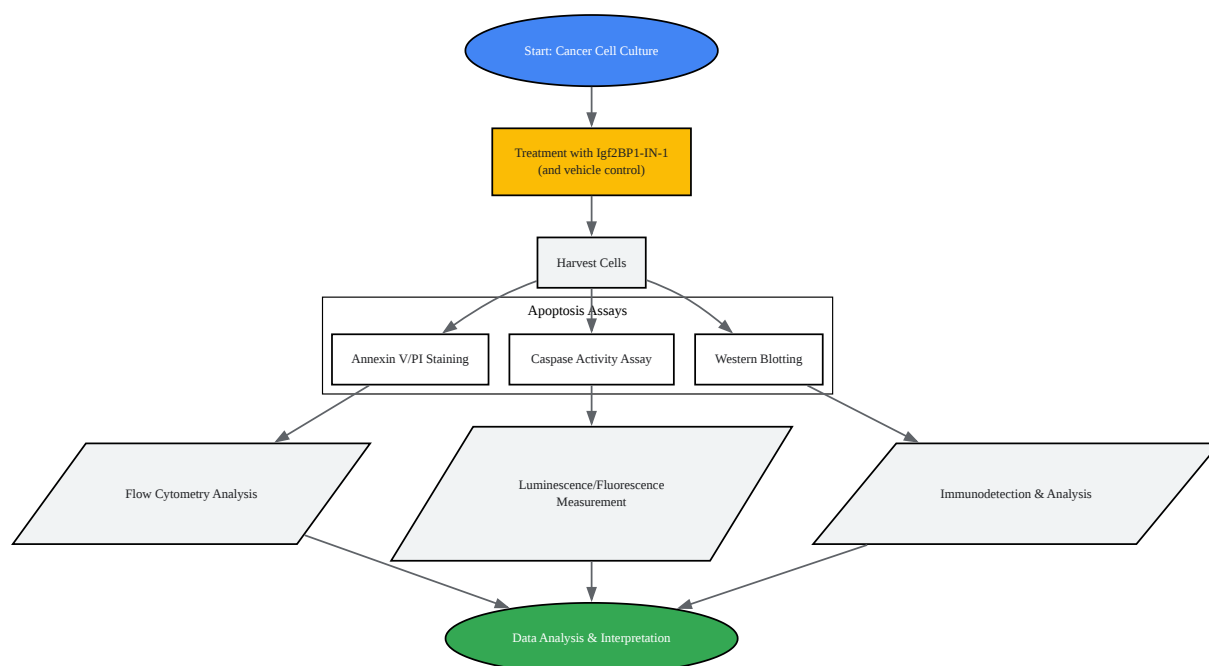 Start: Cancer Cell Culture
Treatment with Igf2BP1-IN-1
(and vehicle control)
Harvest Cells
Apoptosis Assays
Annexin V/PI Staining
Caspase Activity Assay
Western Blotting
Flow Cytometry Analysis
Luminescence/Fluorescence
Measurement
Immunodetection & Analysis
Data Analysis & Interpretation